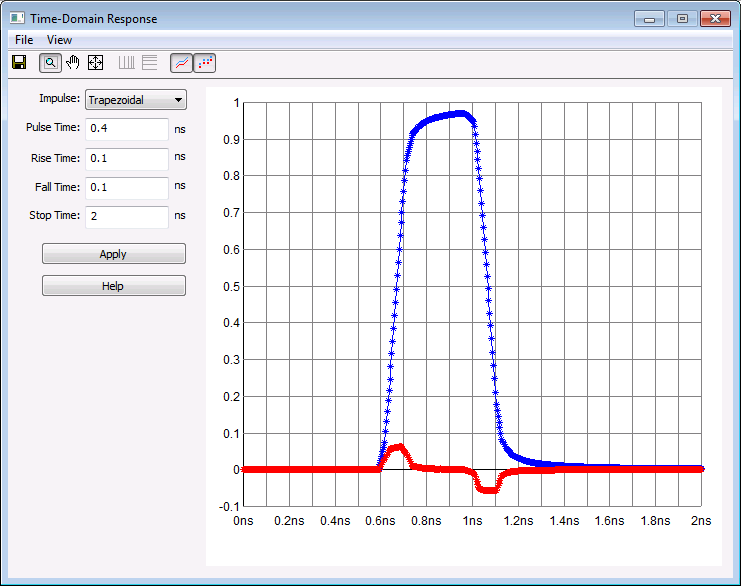 Time-Domain Response
File View
Impulse: Trapezoidal
Pulse Time: 0.4 ns
Rise Time: 0.1 ns
Fall Time: 0.1 ns
Stop Time: 2 ns
Apply
Help
1
0.9
0.8
0.7
0.6
0.5
0.4
0.3
0.2
0.1
0
-0.1
0ns 0.2ns 0.4ns 0.6ns 0.8ns 1ns 1.2ns 1.4ns 1.6ns 1.8ns 2ns